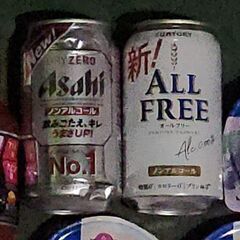 New!
DRY ZERO
Asahi
ノンアルコール
飲みごたえ、キレ
うまさUP!
No.1
SUNTORY
新!
ALL
FREE
オールフリー
ノンアルコール